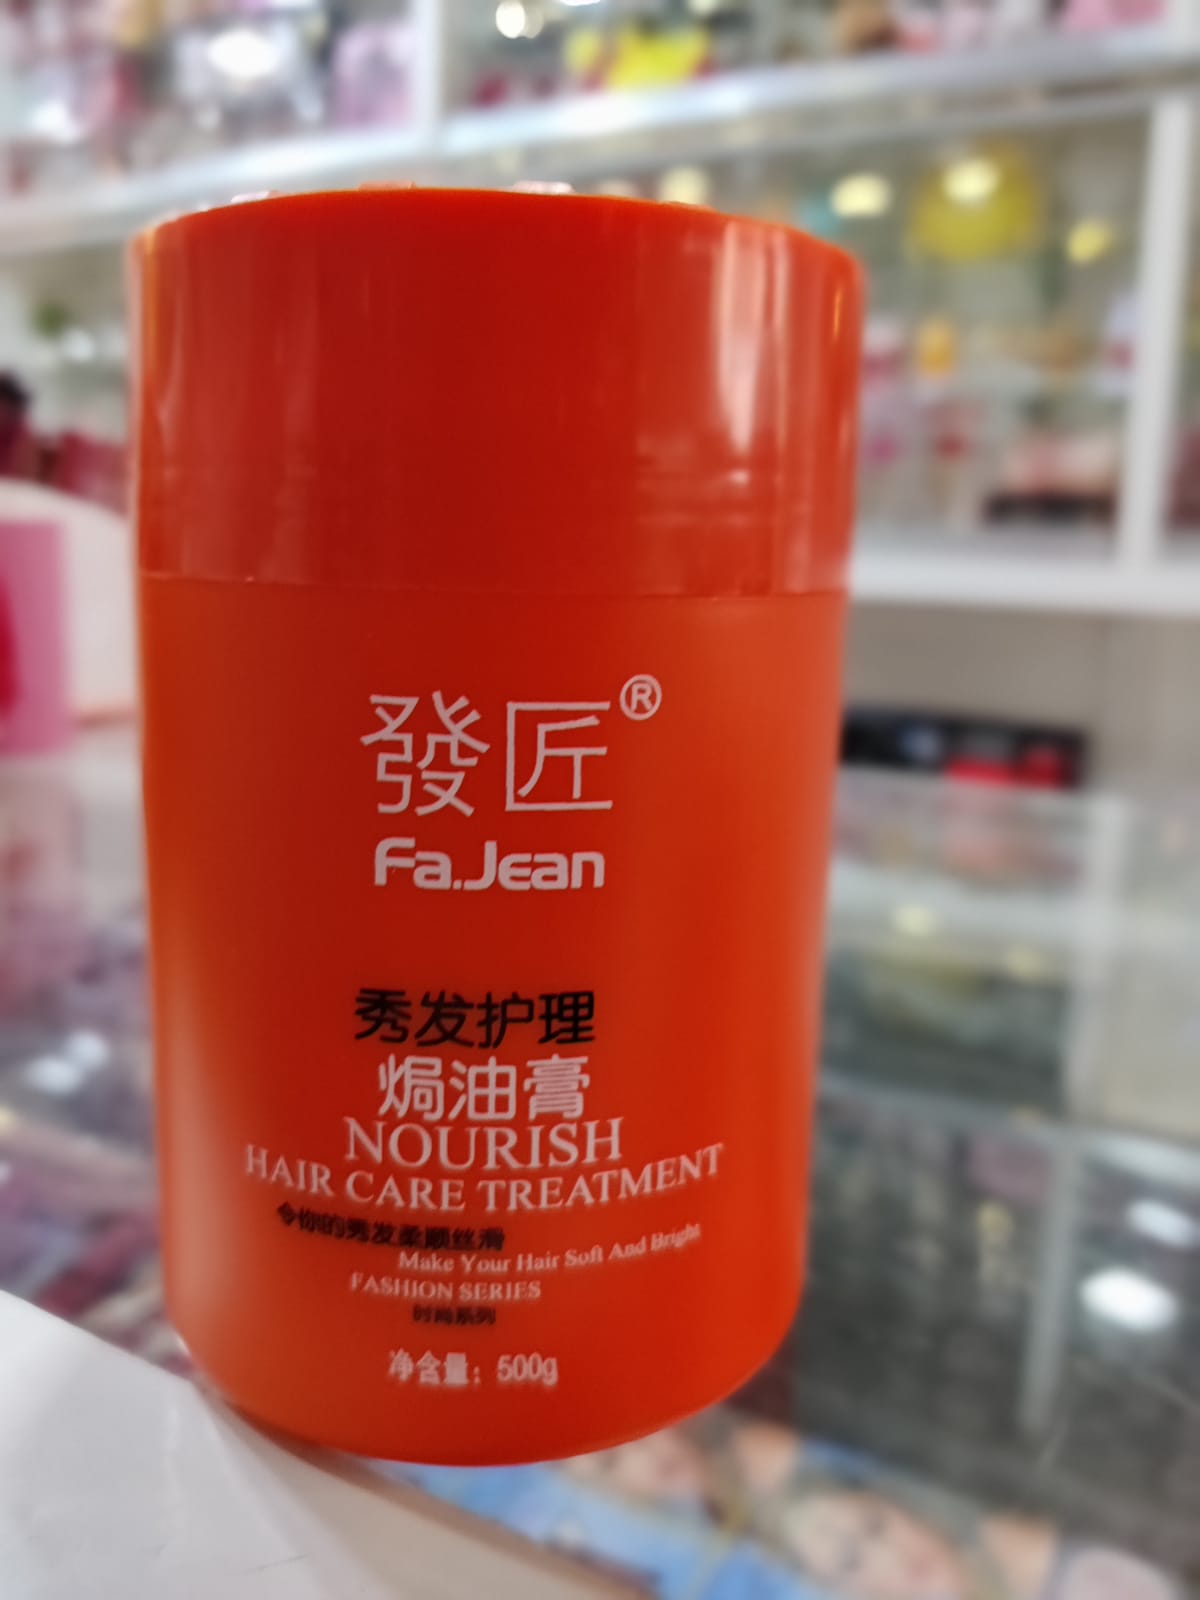 發匠®
Fa.Jean
秀发护理
焗油膏
NOURISH
HAIR CARE TREATMENT
令你的秀发柔顺丝滑
Make Your Hair Soft And Bright
FASHION SERIES
时尚系列
净含量：500g